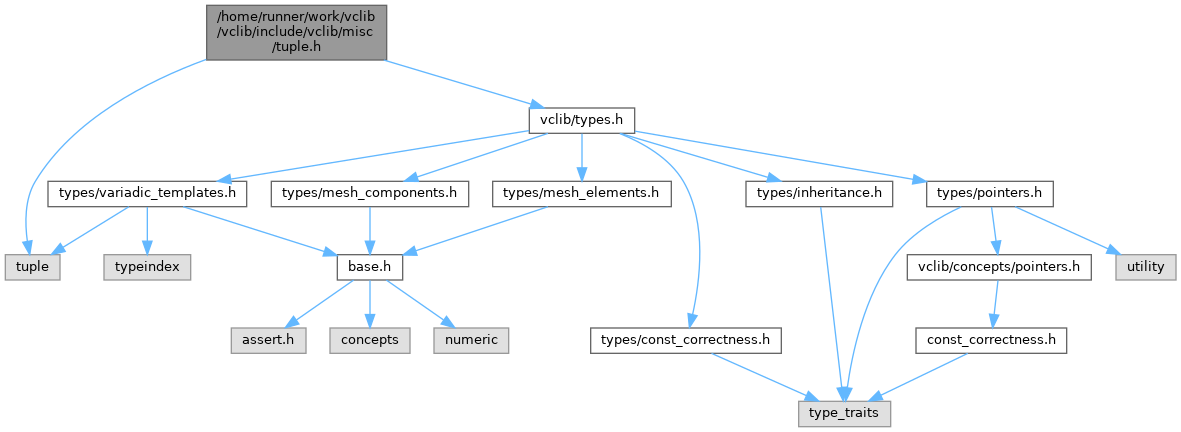 /home/runner/work/vclib
/vclib/include/vclib/misc
/tuple.h
vclib/types.h
types/variadic_templates.h
types/mesh_components.h
types/mesh_elements.h
types/inheritance.h
types/pointers.h
tuple
typeindex
base.h
vclib/concepts/pointers.h
utility
assert.h
concepts
numeric
types/const_correctness.h
const_correctness.h
type_traits